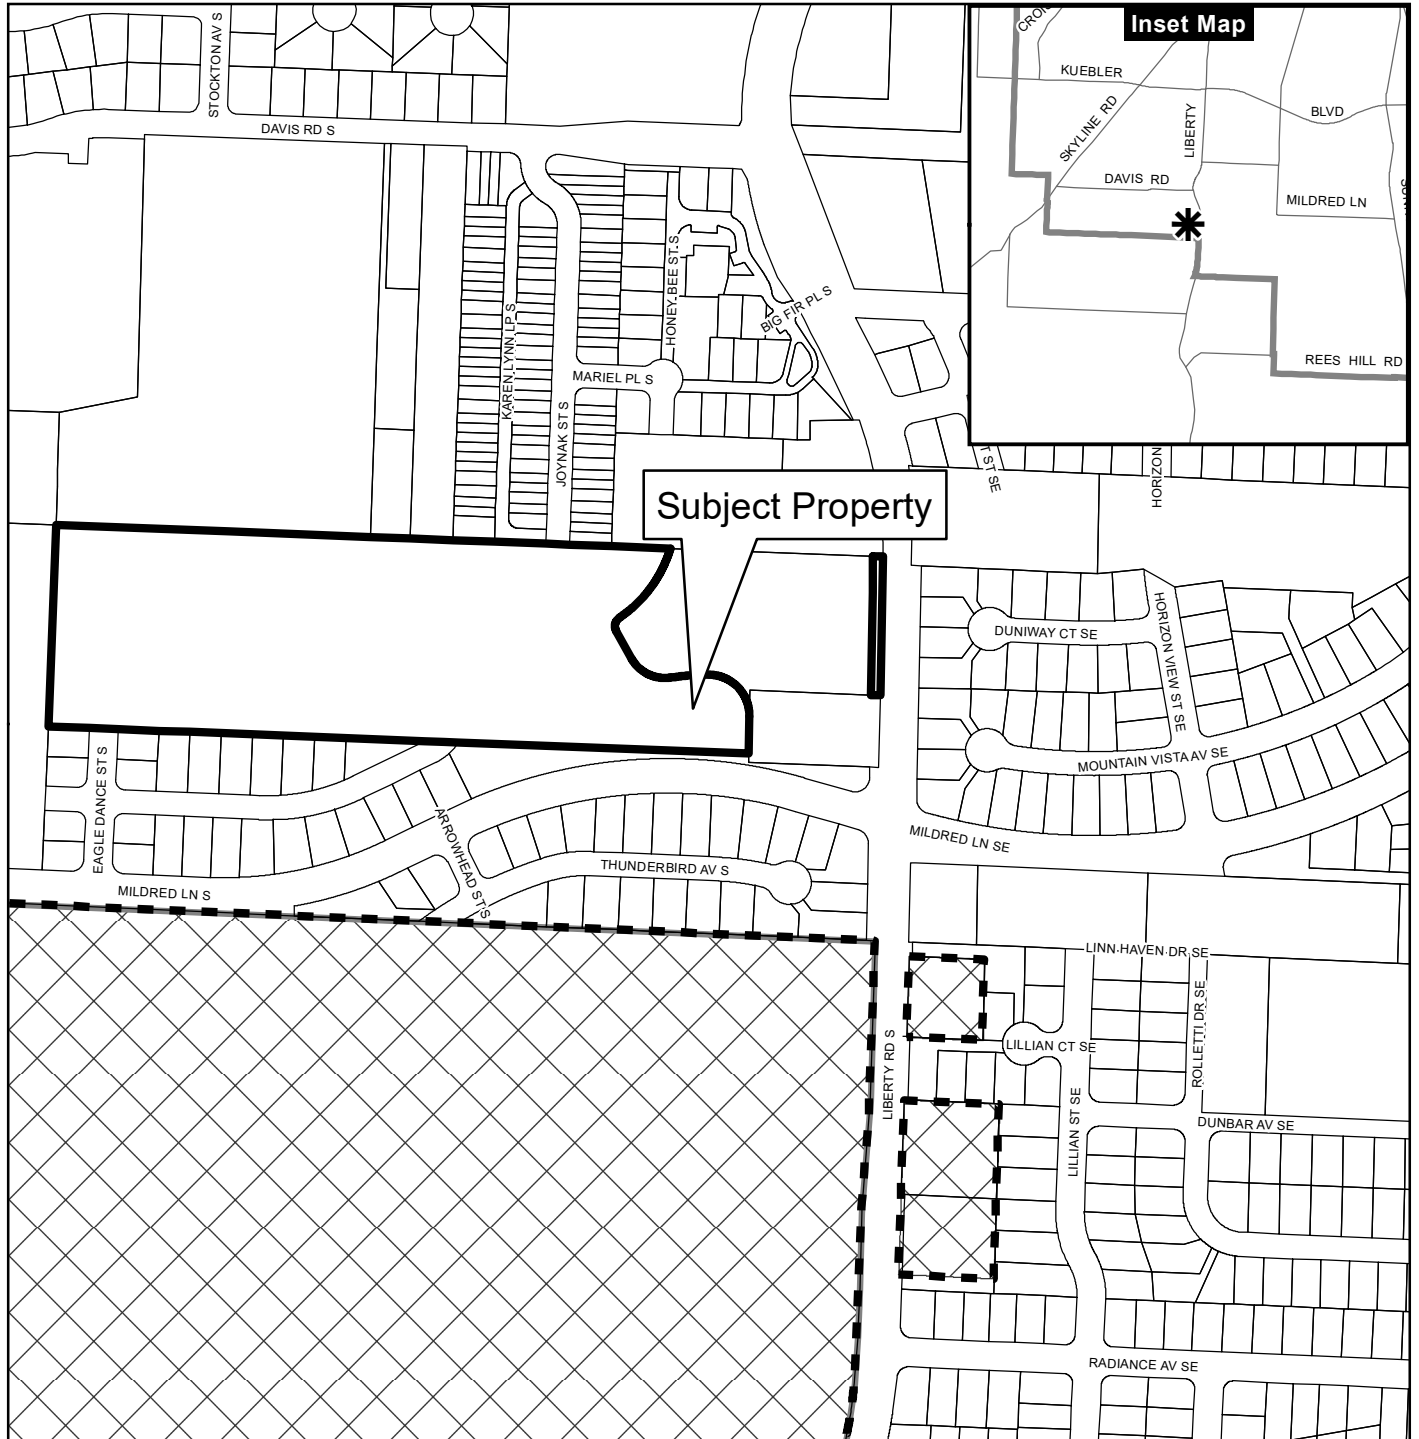 Inset Map
KUEBLER
BLVD
SKYLINE RD
LIBERTY
DAVIS RD
MILDRED LN
REES HILL RD
STOCKTON AV S
DAVIS RD S
KAREN LYNN LP S
JOYNAK ST S
HONEY BEE ST S
BIG FIR PL S
MARIEL PL S
Subject Property
T ST SE
HORIZON
DUNIWAY CT SE
HORIZON VIEW ST SE
MOUNTAIN VISTA AV SE
EAGLE DANCE ST S
ARROWHEAD ST S
THUNDERBIRD AV S
MILDRED LN S
MILDRED LN SE
LINN HAVEN DR SE
ROLLETTI DR SE
LIBERTY RD S
LILLIAN CT SE
LILLIAN ST SE
DUNBAR AV SE
RADIANCE AV SE